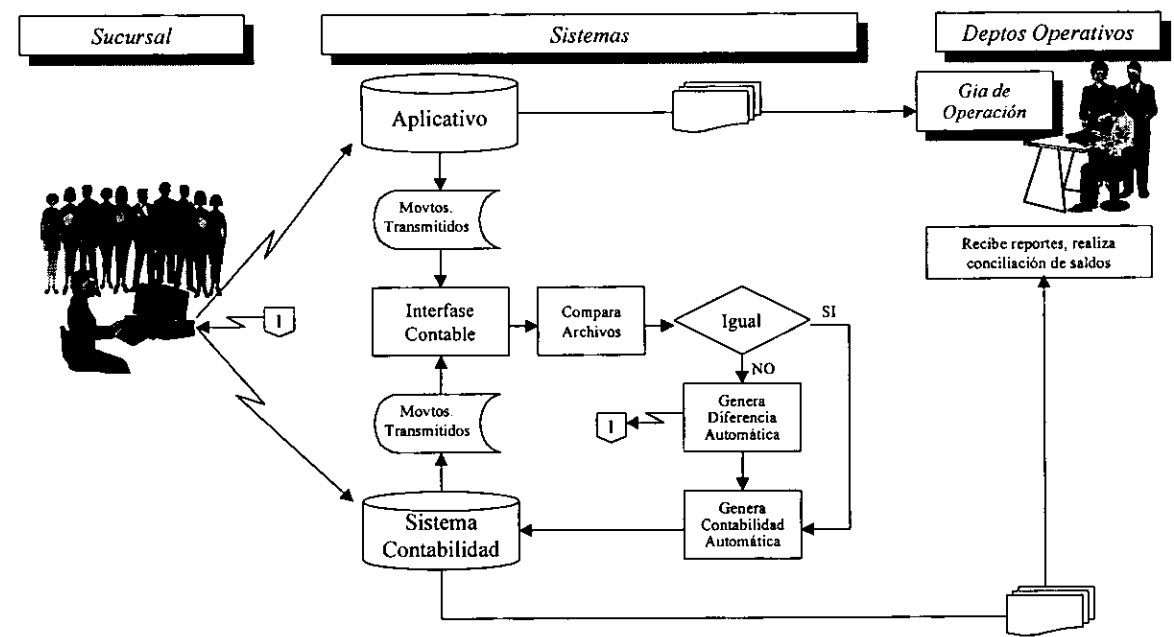 Sucursal
Sistemas
Deptos Operativos
Aplicativo
Gia de
Operación
Movtos.
Transmitidos
Recibe reportes, realiza
conciliación de saldos
1
Interfase
Contable
Compara
Archivos
Igual
SI
NO
Movtos.
Transmitidos
1
Genera
Diferencia
Automática
Sistema
Contabilidad
Genera
Contabilidad
Automática